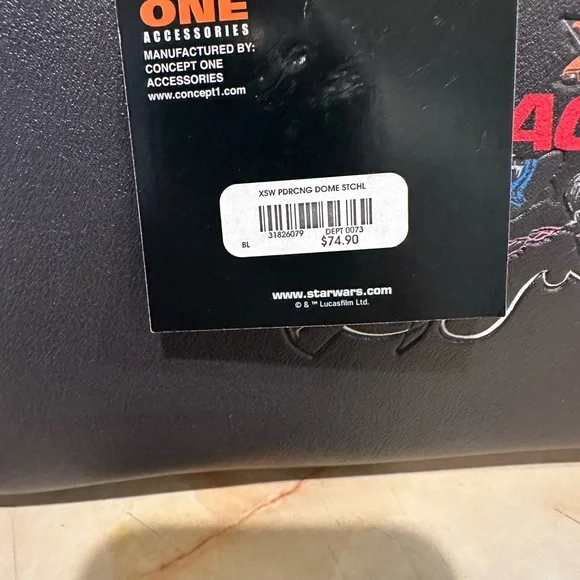 ONE
ACCESSORIES
MANUFACTURED BY:
CONCEPT ONE
ACCESSORIES
www.concept1.com
XSW PDRCNG DOME STCHL
31826079 DEPT 0073
BL $74.90
www.starwars.com
© & ™ Lucasfilm Ltd.